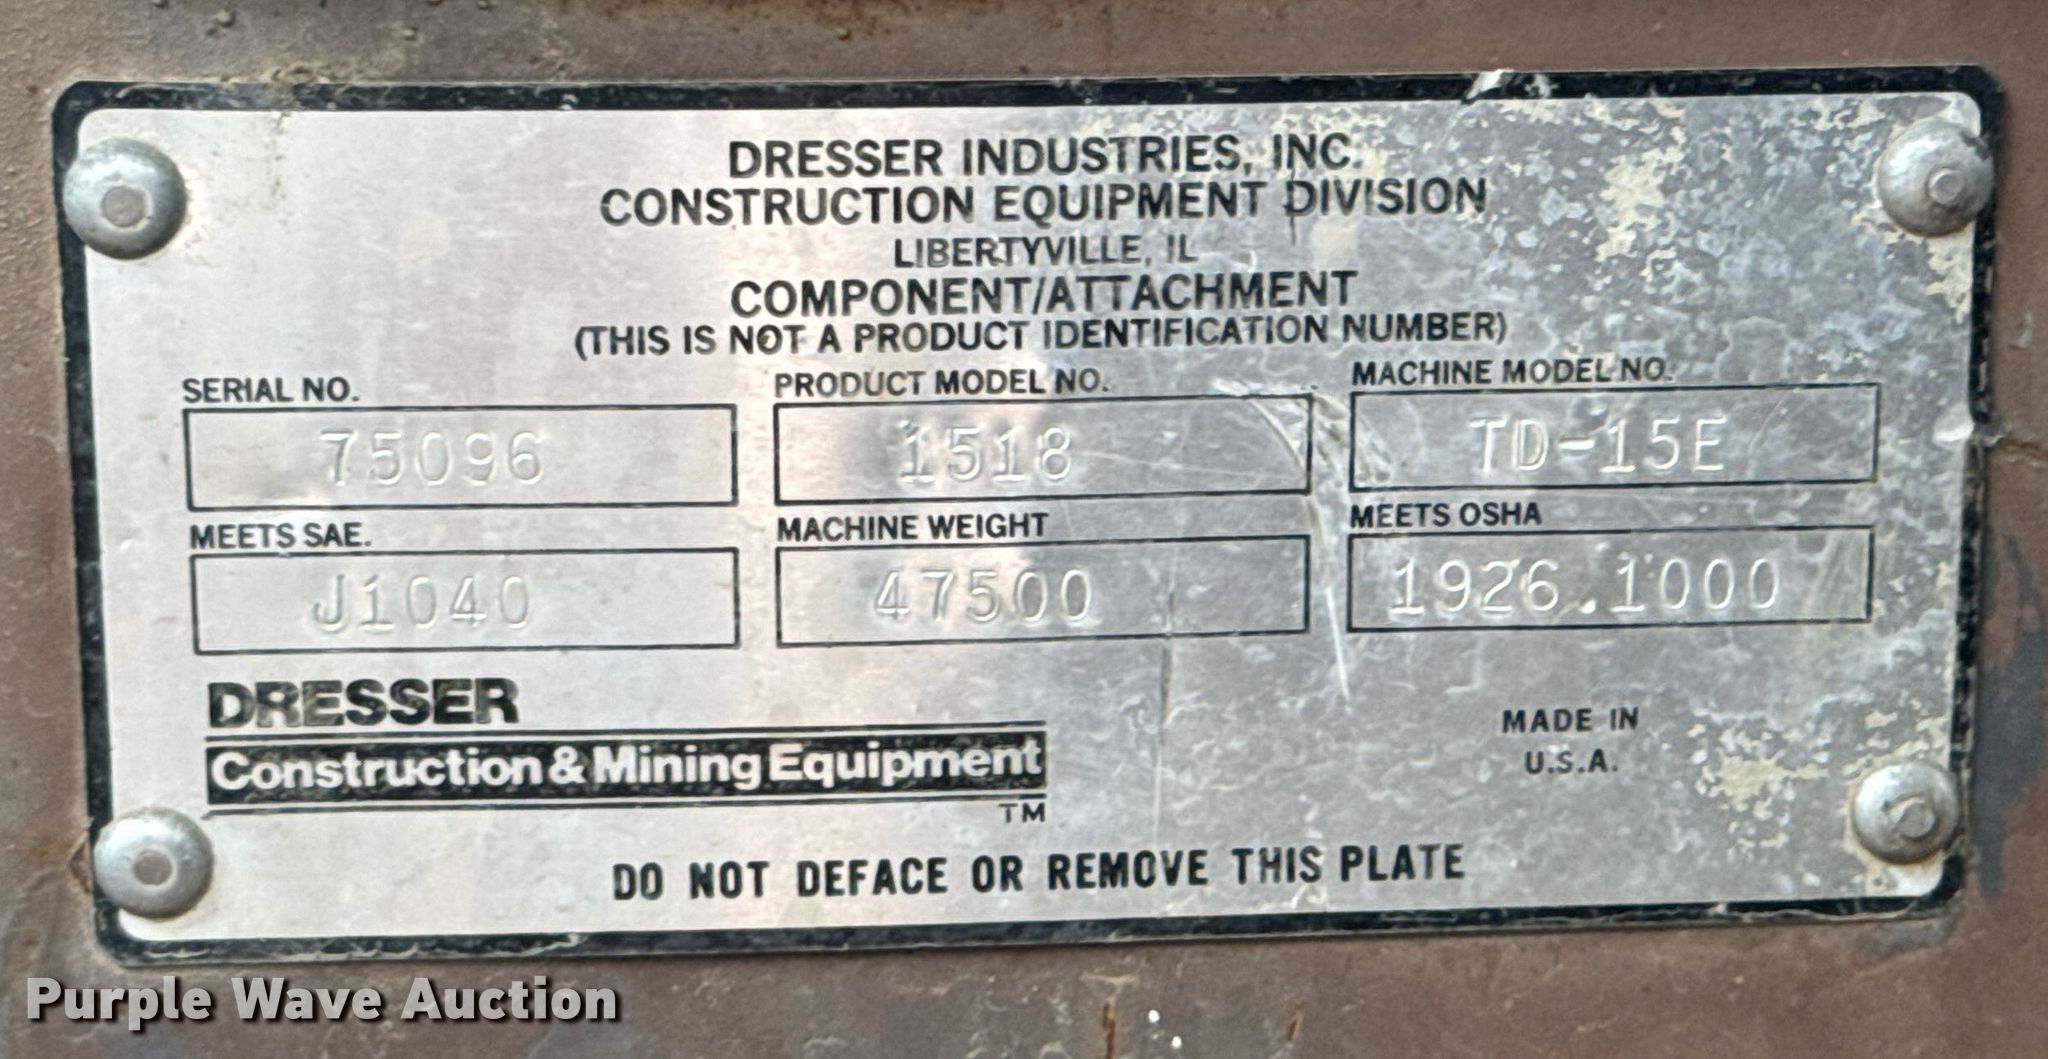 DRESSER INDUSTRIES, INC.
CONSTRUCTION EQUIPMENT DIVISION
LIBERTYVILLE, IL
COMPONENT/ATTACHMENT
(THIS IS NOT A PRODUCT IDENTIFICATION NUMBER)
SERIAL NO. PRODUCT MODEL NO. MACHINE MODEL NO.
75096 1518 TD-15E
MEETS SAE. MACHINE WEIGHT MEETS OSHA
J1040 47500 1926.1000
DRESSER
Construction & Mining Equipment
TM
MADE IN
U.S.A.
DO NOT DEFACE OR REMOVE THIS PLATE
Purple Wave Auction